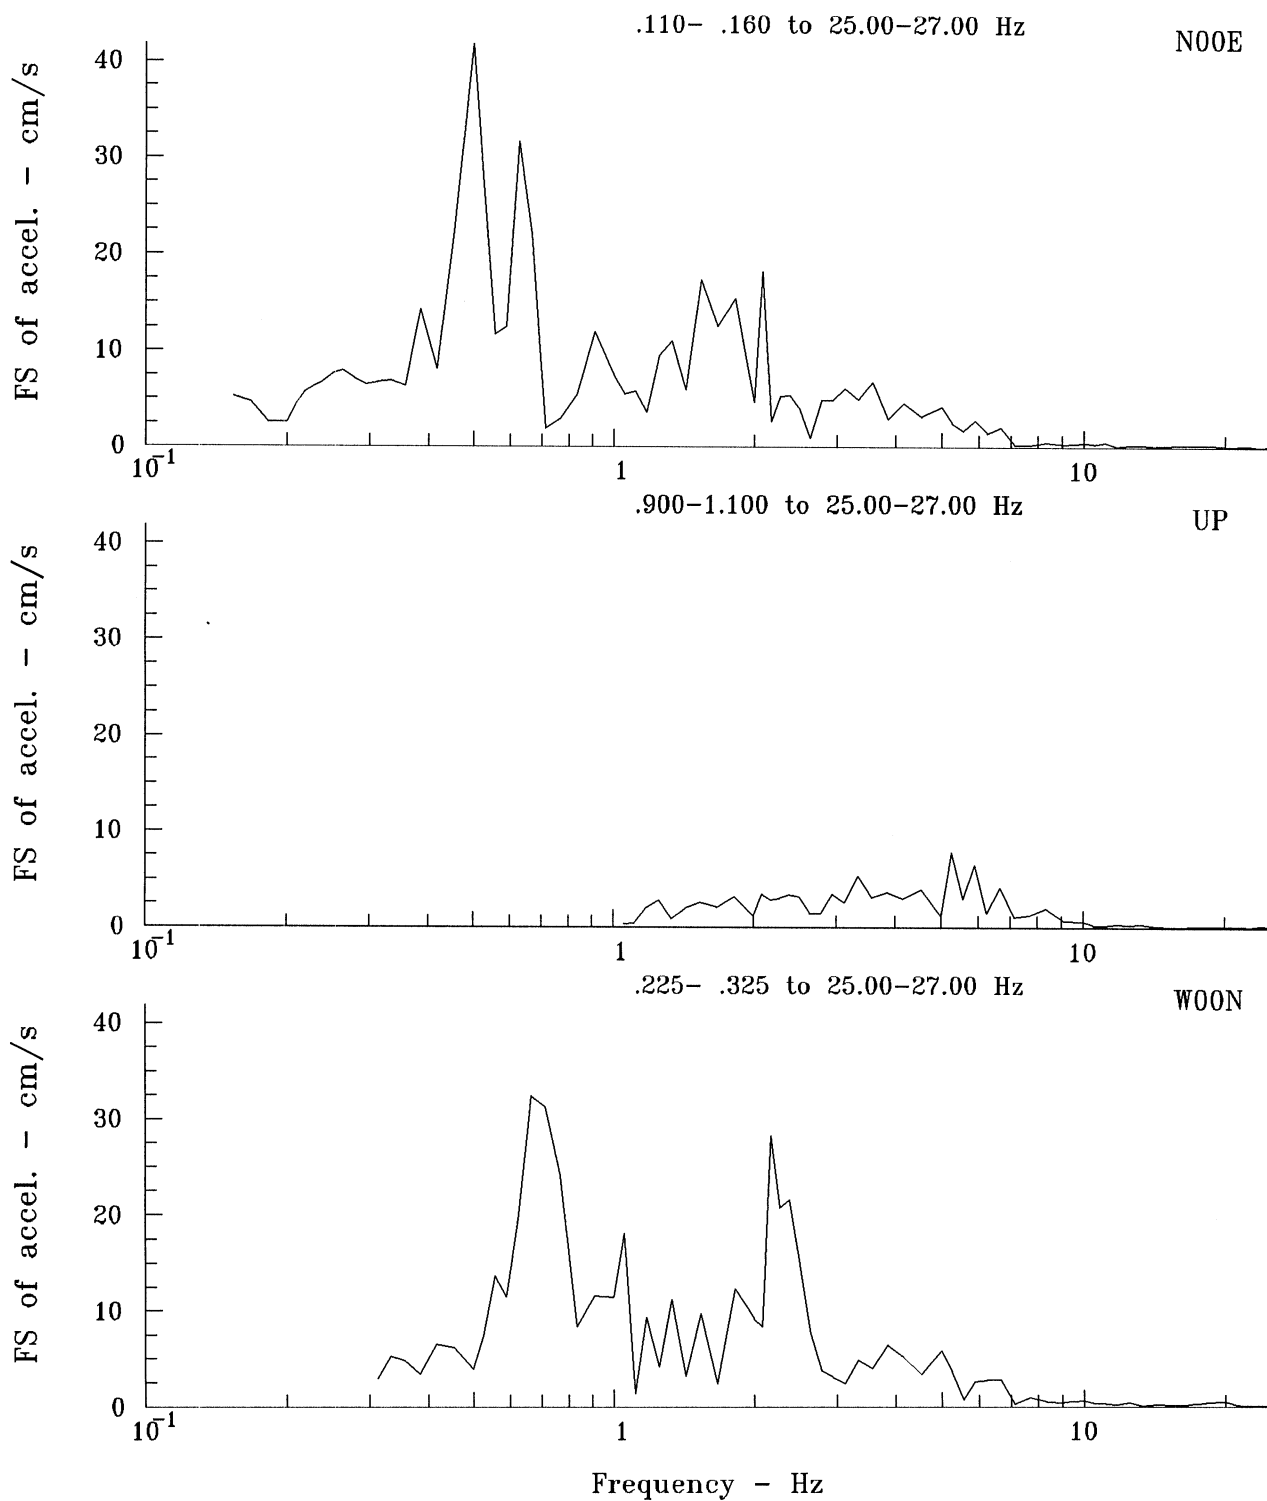 .110- .160 to 25.00-27.00 Hz
N00E
FS of accel. - cm/s
40
30
20
10
0
10-1
1
10
.900-1.100 to 25.00-27.00 Hz
UP
FS of accel. - cm/s
40
30
20
10
0
10-1
1
10
.225- .325 to 25.00-27.00 Hz
W00N
FS of accel. - cm/s
40
30
20
10
0
10-1
1
10
Frequency - Hz